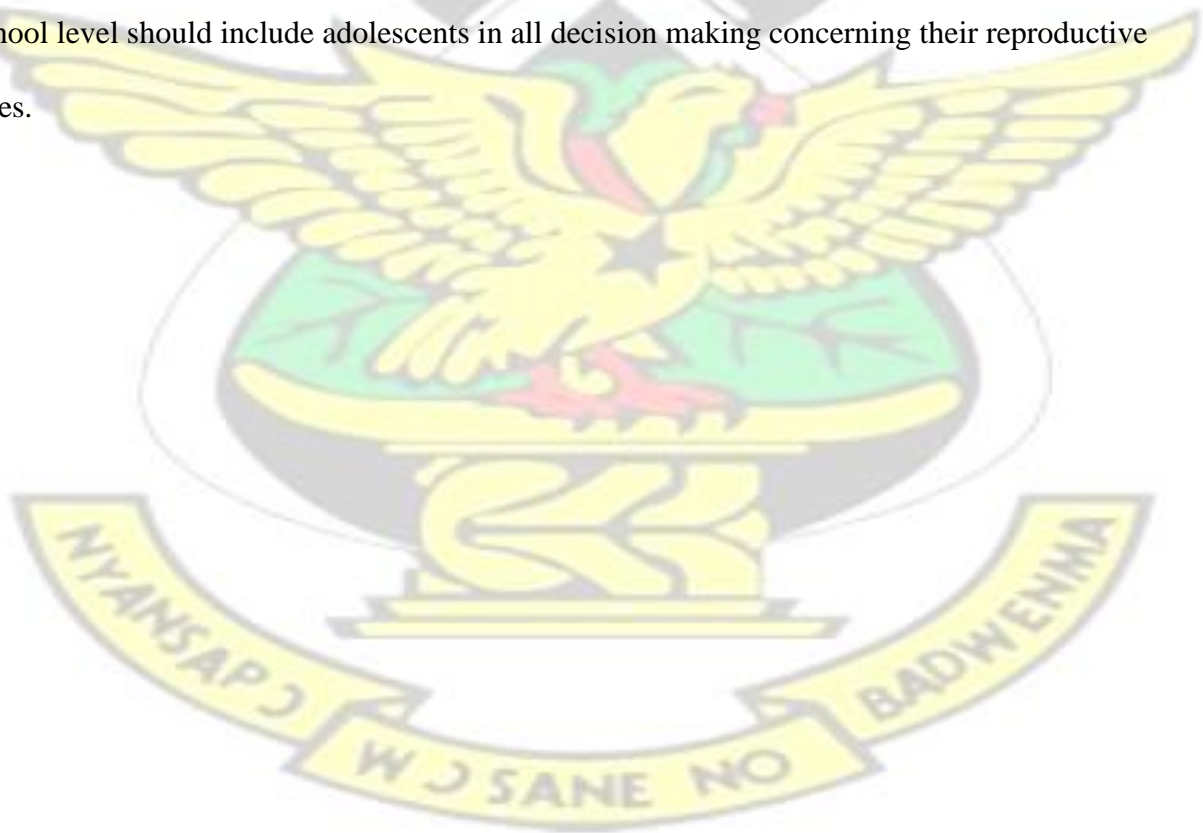 hool level should include adolescents in all decision making concerning their reproductive
es.
NYANSAPƆ
WƆSANE NO
BADWENMA